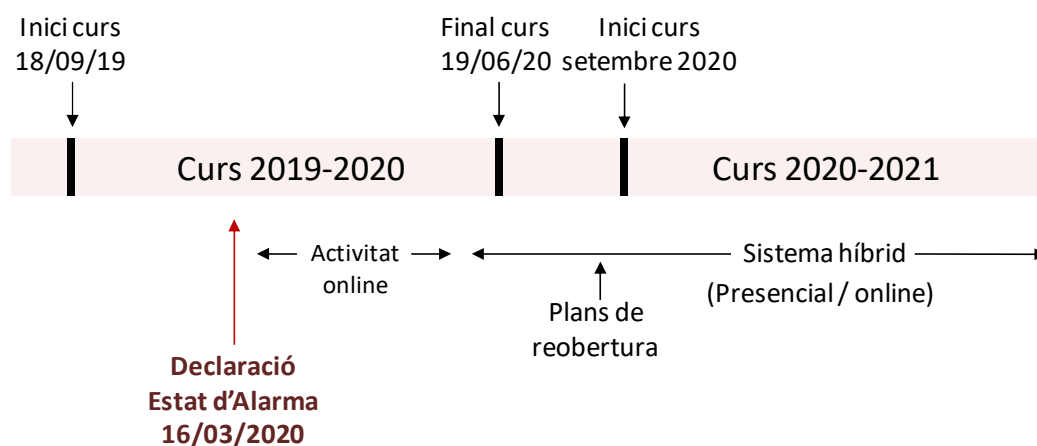 Inici curs
18/09/19
Final curs
19/06/20
Inici curs
setembre 2020
Curs 2019-2020
Curs 2020-2021
Activitat
online
Sistema híbrid
(Presencial / online)
Plans de
reobertura
Declaració
Estat d'Alarma
16/03/2020